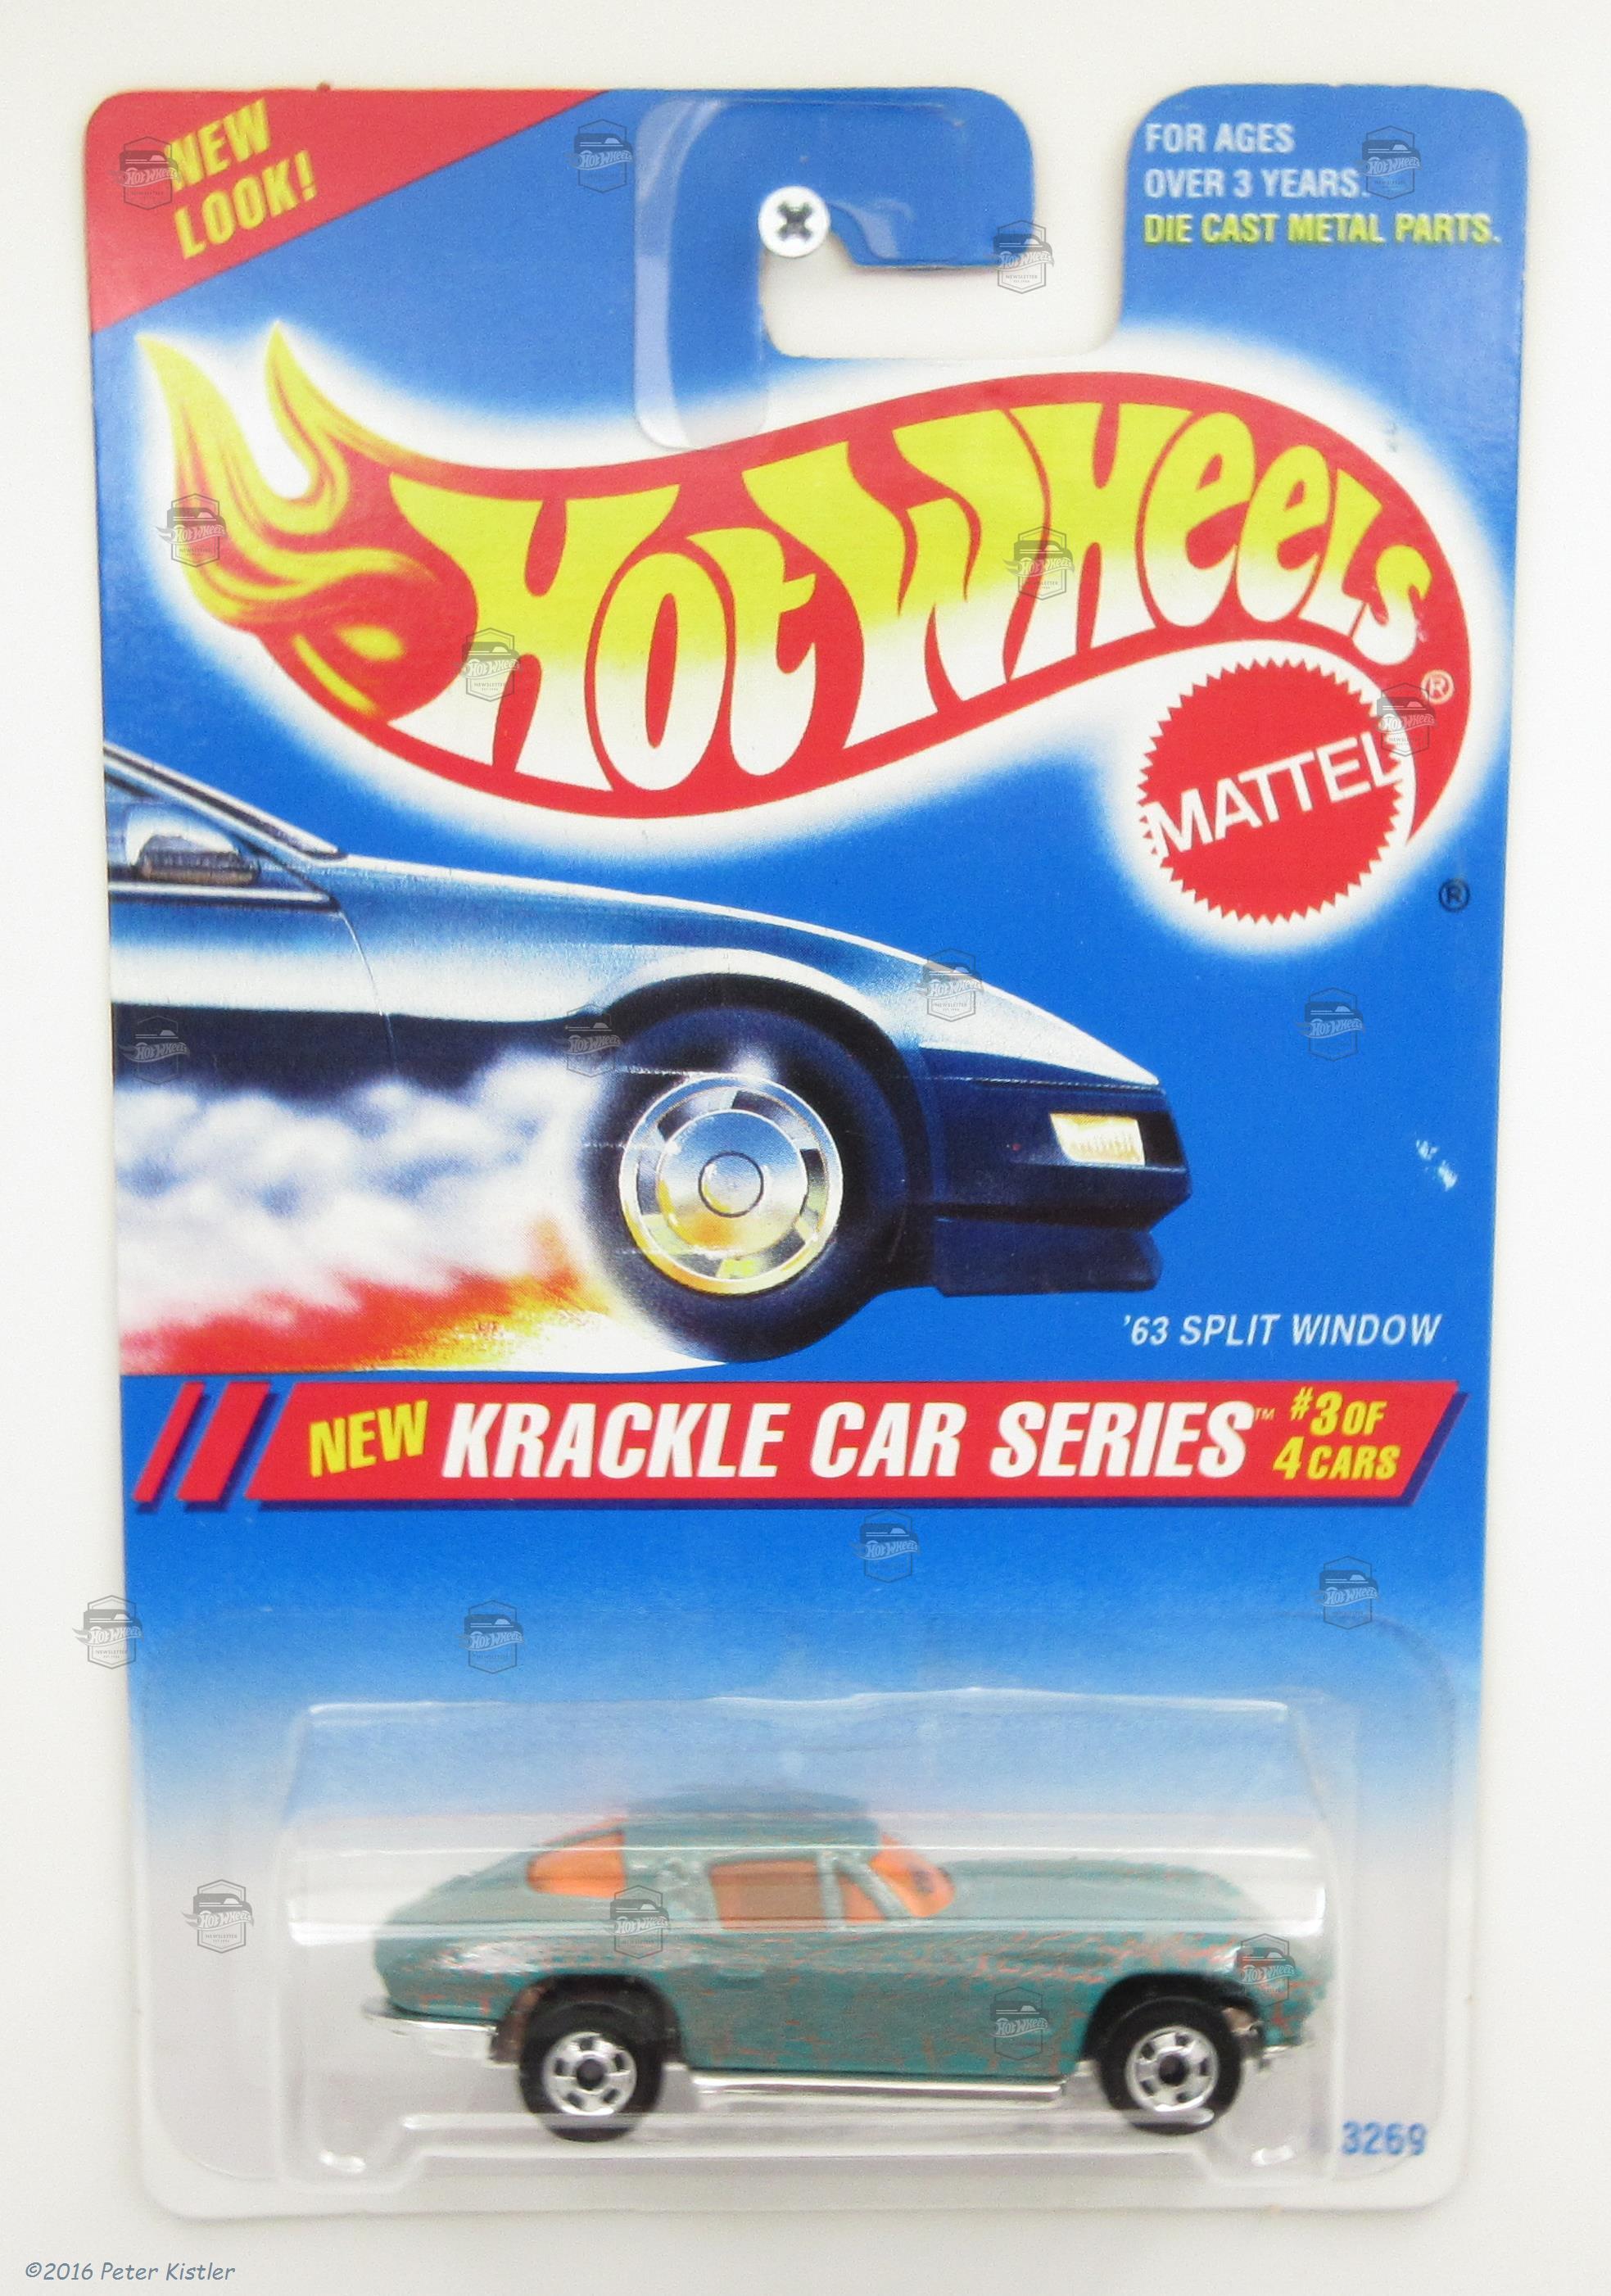 NEW
LOOK!
FOR AGES
OVER 3 YEARS.
DIE CAST METAL PARTS.
HOT WHEELS®
MATTEL
®
'63 SPLIT WINDOW
NEW KRACKLE CAR SERIES™ #3 OF
4 CARS
3269
©2016 Peter Kistler